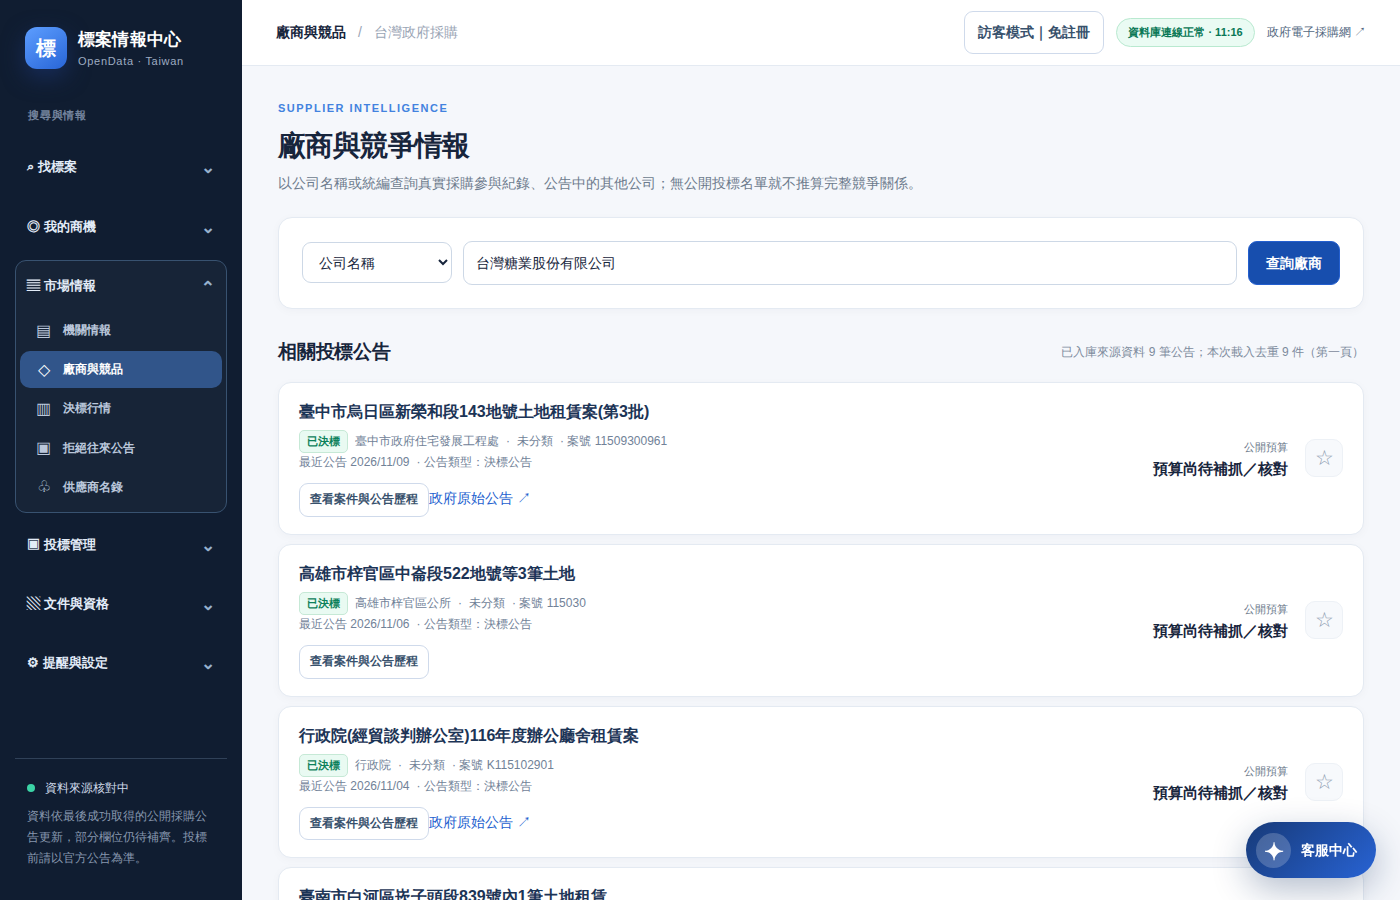 標
標案情報中心
OpenData · Taiwan
搜尋與情報
找標案
我的商機
市場情報
機關情報
廠商與競品
決標行情
拒絕往來公告
供應商名錄
投標管理
文件與資格
提醒與設定
資料來源核對中
資料依最後成功取得的公開採購公
告更新，部分欄位仍待補齊。投標
前請以官方公告為準。
廠商與競品 / 台灣政府採購
訪客模式｜免註冊
資料庫連線正常 · 11:16
政府電子採購網 ↗
SUPPLIER INTELLIGENCE
廠商與競爭情報
以公司名稱或統編查詢真實採購參與紀錄、公告中的其他公司；無公開投標名單就不推算完整競爭關係。
公司名稱
台灣糖業股份有限公司
查詢廠商
相關投標公告
已入庫來源資料 9 筆公告；本次載入去重 9 件（第一頁）
臺中市烏日區新榮和段143地號土地租賃案(第3批)
已決標 臺中市政府住宅發展工程處 · 未分類 · 案號 11509300961
最近公告 2026/11/09 · 公告類型：決標公告
查看案件與公告歷程 政府原始公告 ↗
公開預算
預算尚待補抓／核對
☆
高雄市梓官區中崙段522地號等3筆土地
已決標 高雄市梓官區公所 · 未分類 · 案號 115030
最近公告 2026/11/06 · 公告類型：決標公告
查看案件與公告歷程
公開預算
預算尚待補抓／核對
☆
行政院(經貿談判辦公室)116年度辦公廳舍租賃案
已決標 行政院 · 未分類 · 案號 K115102901
最近公告 2026/11/04 · 公告類型：決標公告
查看案件與公告歷程 政府原始公告 ↗
公開預算
預算尚待補抓／核對
☆
客服中心
臺南市白河區崁子頭段839號內1筆土地租賃